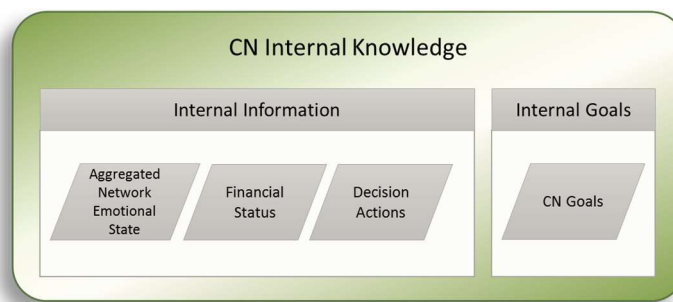 CN Internal Knowledge
Internal Information
Internal Goals
Aggregated
Network
Emotional
State
Financial
Status
Decision
Actions
CN Goals